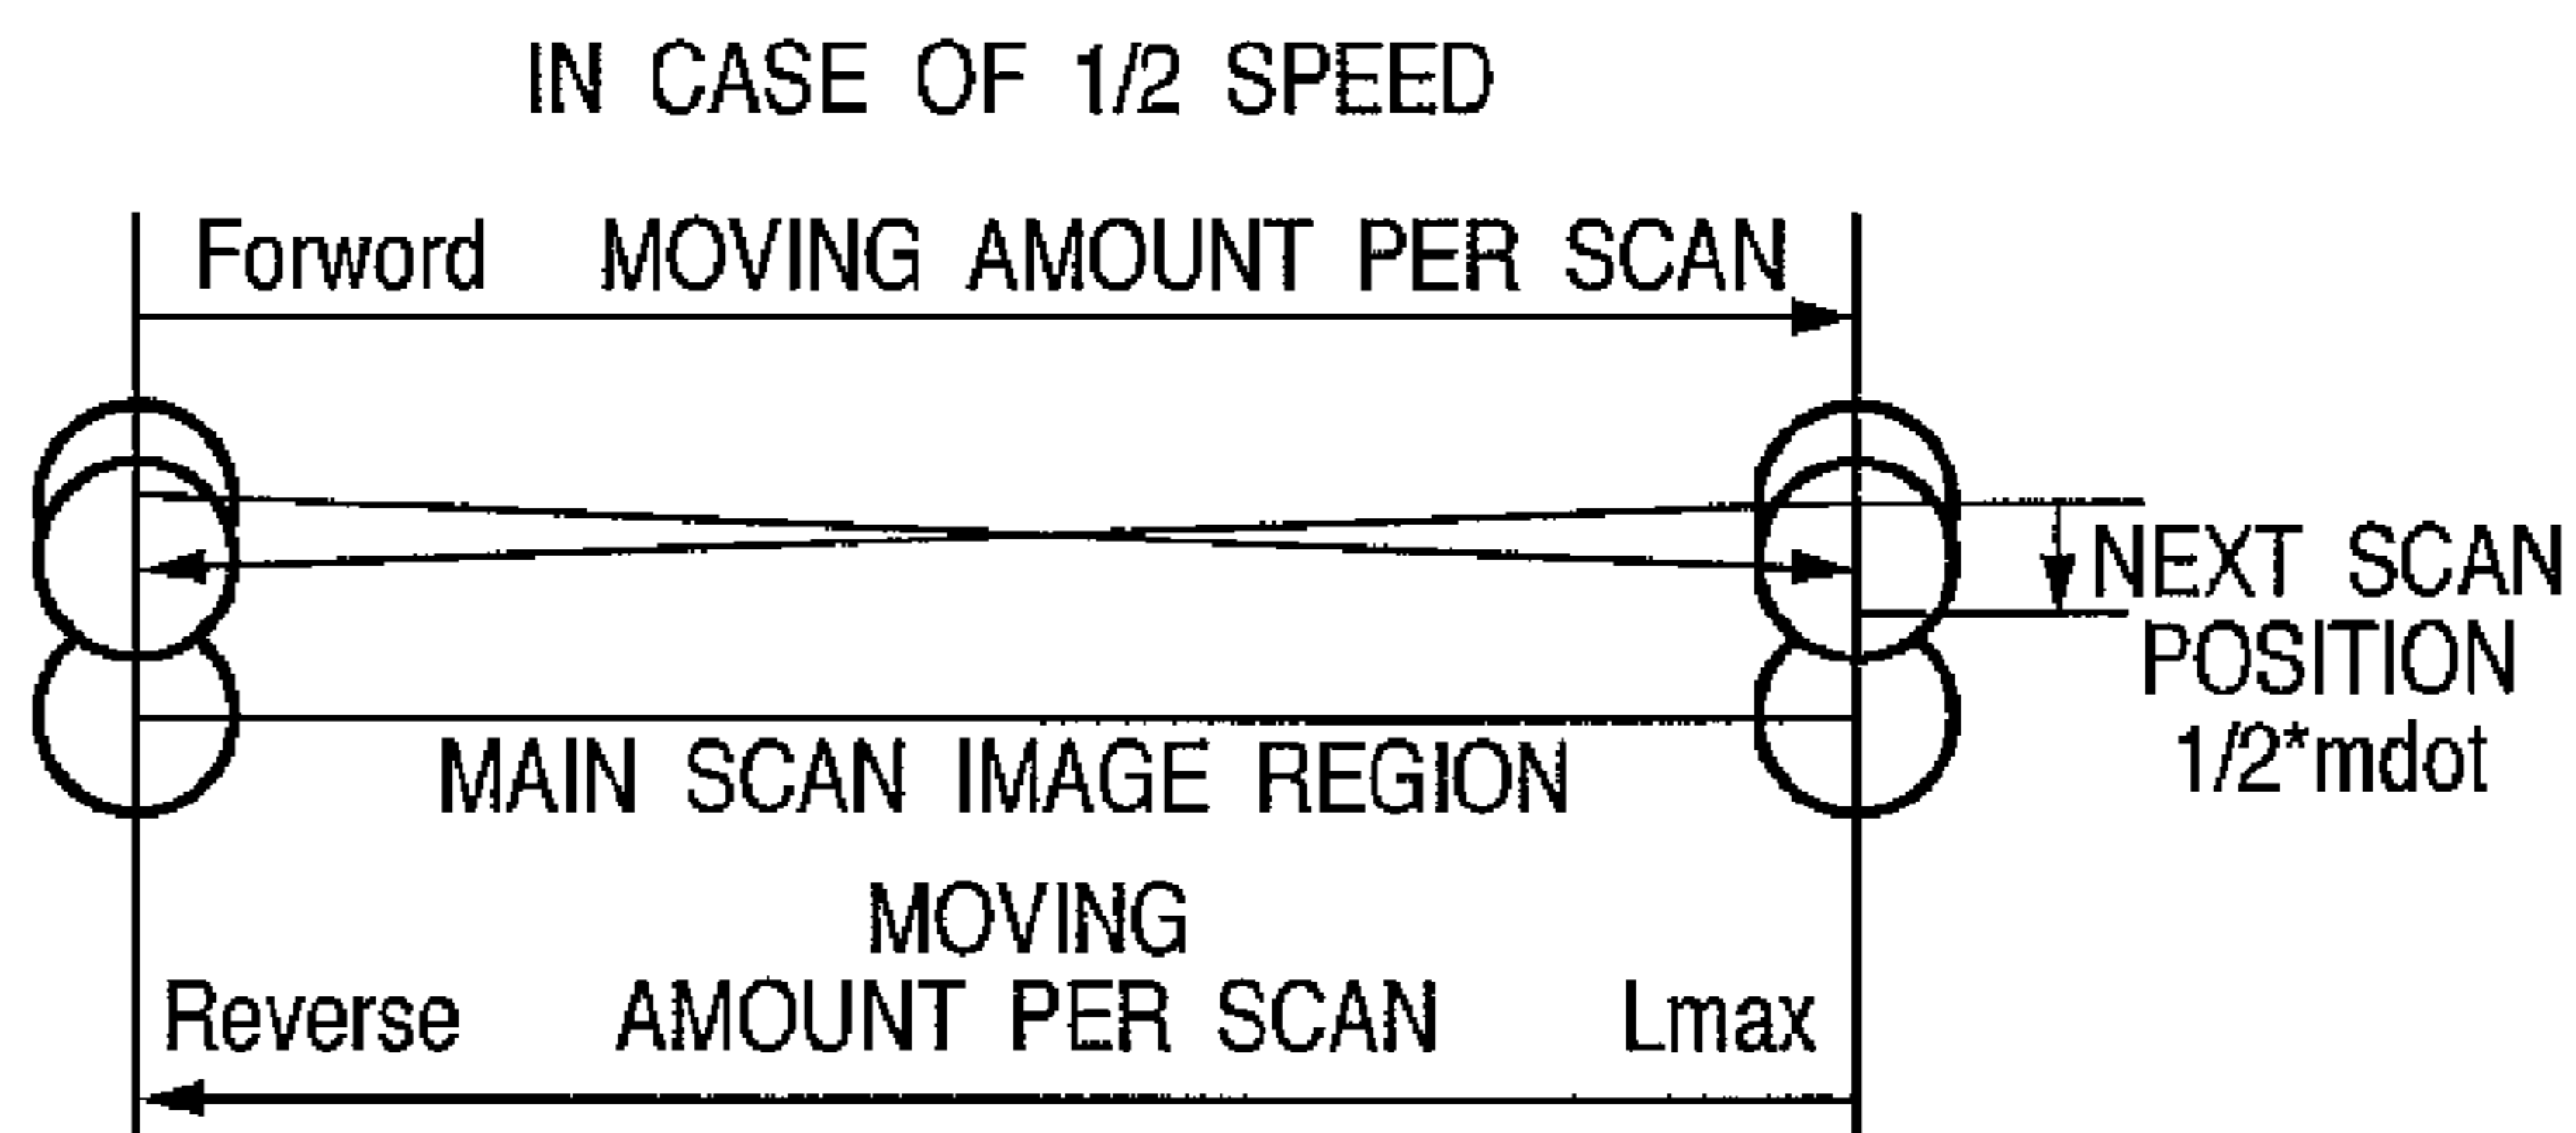 IN CASE OF 1/2 SPEED
Forword MOVING AMOUNT PER SCAN
NEXT SCAN
POSITION
1/2*mdot
MAIN SCAN IMAGE REGION
MOVING
Reverse AMOUNT PER SCAN Lmax